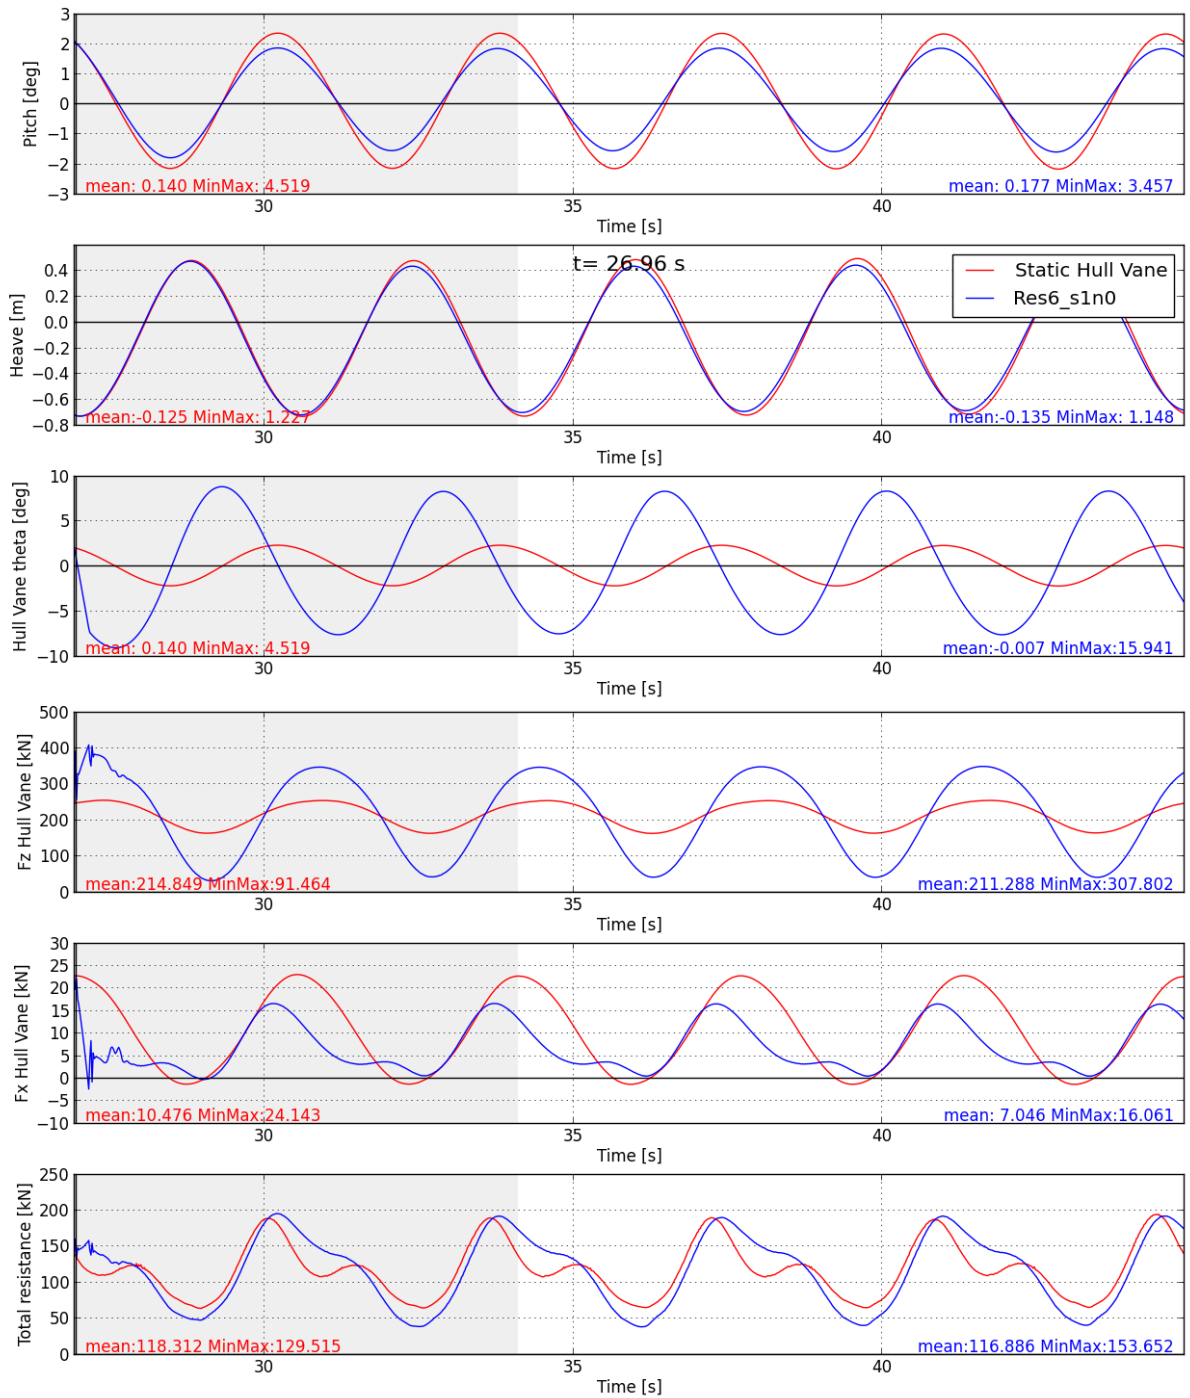 3
2
1
0
−1
−2
−3
Pitch [deg]
mean: 0.140 MinMax: 4.519
mean: 0.177 MinMax: 3.457
30
35
40
Time [s]
0.4
0.2
0.0
−0.2
−0.4
−0.6
−0.8
Heave [m]
t= 26.96 s
Static Hull Vane
Res6_s1n0
mean:-0.125 MinMax: 1.227
mean:-0.135 MinMax: 1.148
30
35
40
Time [s]
10
5
0
−5
−10
Hull Vane theta [deg]
mean: 0.140 MinMax: 4.519
mean:-0.007 MinMax:15.941
30
35
40
Time [s]
500
400
300
200
100
0
Fz Hull Vane [kN]
mean:214.849 MinMax:91.464
mean:211.288 MinMax:307.802
30
35
40
Time [s]
30
25
20
15
10
5
0
−5
−10
Fx Hull Vane [kN]
mean:10.476 MinMax:24.143
mean: 7.046 MinMax:16.061
30
35
40
Time [s]
250
200
150
100
50
0
Total resistance [kN]
mean:118.312 MinMax:129.515
mean:116.886 MinMax:153.652
30
35
40
Time [s]